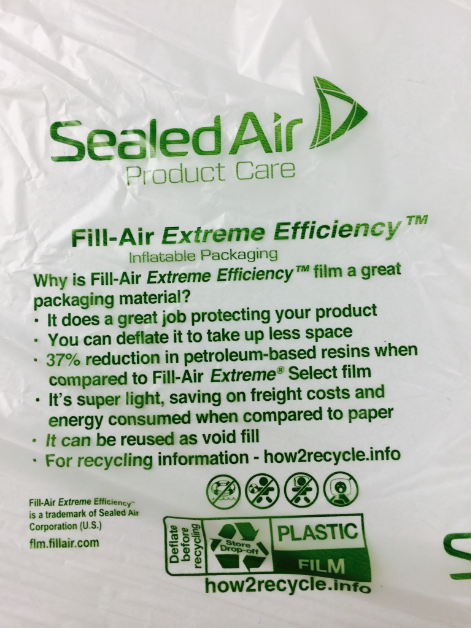 Sealed Air
Product Care
Fill-Air Extreme Efficiency™
Inflatable Packaging
Why is Fill-Air Extreme Efficiency™ film a great
packaging material?
· It does a great job protecting your product
· You can deflate it to take up less space
· 37% reduction in petroleum-based resins when
compared to Fill-Air Extreme® Select film
· It's super light, saving on freight costs and
energy consumed when compared to paper
· It can be reused as void fill
· For recycling information - how2recycle.info
Fill-Air Extreme Efficiency™
is a trademark of Sealed Air
Corporation (U.S.)
flm.fillair.com
Deflate
before
recycling
Store
Drop-off
PLASTIC
FILM
how2recycle.info